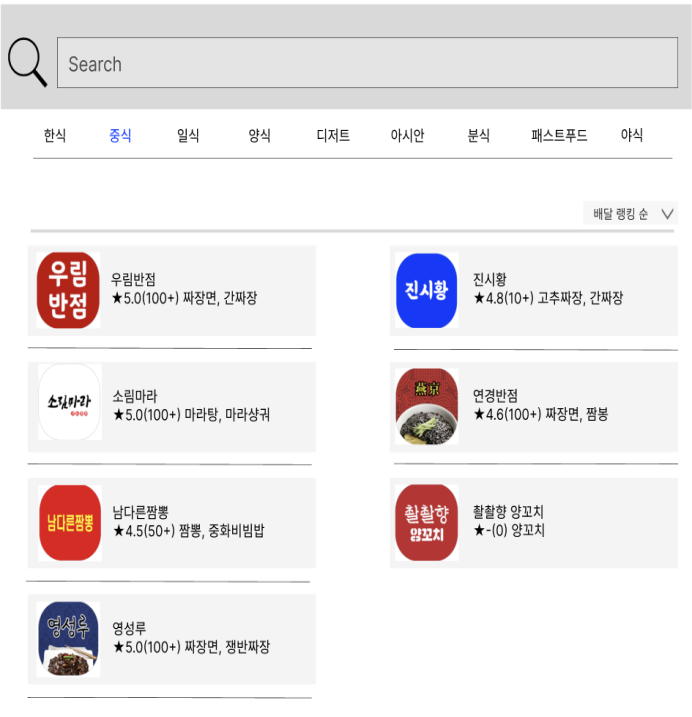 Search
한식 중식 일식 양식 디저트 아시안 분식 패스트푸드 야식
배달 랭킹 순
우림
반점
우림반점
★5.0(100+) 짜장면, 간짜장
진시황
진시황
★4.8(10+) 고추짜장, 간짜장
소림마라
소림마라
★5.0(100+) 마라탕, 마라샹궈
燕京
연경반점
★4.6(100+) 짜장면, 짬봉
남다른짬뽕
남다른짬뽕
★4.5(50+) 짬뽕, 중화비빔밥
촬촬향
양꼬치
촬촬향 양꼬치
★-(0) 양꼬치
영성루
영성루
★5.0(100+) 짜장면, 쟁반짜장